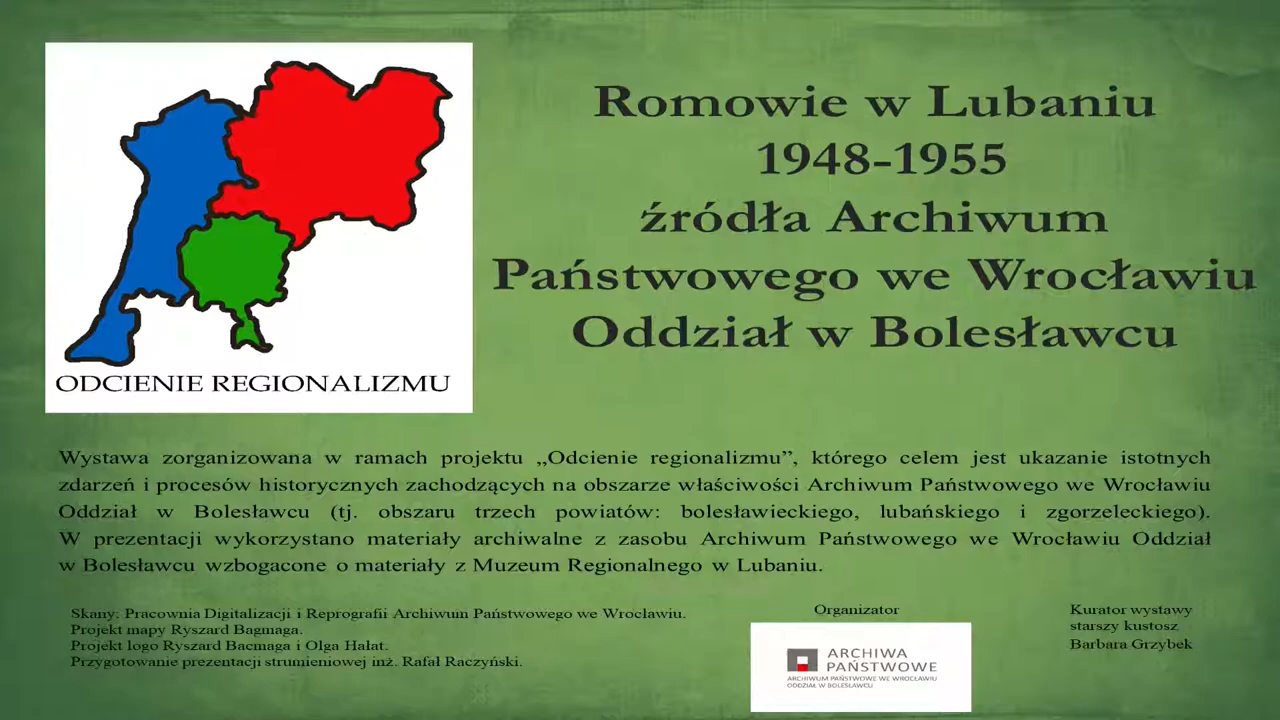 Romowie w Lubaniu
1948-1955
źródła Archiwum
Państwowego we Wrocławiu
Oddział w Bolesławcu
ODCIENIE REGIONALIZMU
Wystawa zorganizowana w ramach projektu „Odcienie regionalizmu”, którego celem jest ukazanie istotnych
zdarzeń i procesów historycznych zachodzących na obszarze właściwości Archiwum Państwowego we Wrocławiu
Oddział w Bolesławcu (tj. obszaru trzech powiatów: bolesławieckiego, lubańskiego i zgorzeleckiego).
W prezentacji wykorzystano materiały archiwalne z zasobu Archiwum Państwowego we Wrocławiu Oddział
w Bolesławcu wzbogacone o materiały z Muzeum Regionalnego w Lubaniu.
Skany: Pracownia Digitalizacji i Reprografii Archiwum Państwowego we Wrocławiu.
Projekt mapy Ryszard Bagmaga.
Projekt logo Ryszard Bacmaga i Olga Hałat.
Przygotowanie prezentacji strumieniowej inż. Rafał Raczyński.
Organizator
ARCHIWA
PAŃSTWOWE
ARCHIWUM PAŃSTWOWE WE WROCŁAWIU
ODDZIAŁ W BOLESŁAWCU
Kurator wystawy
starszy kustosz
Barbara Grzybek